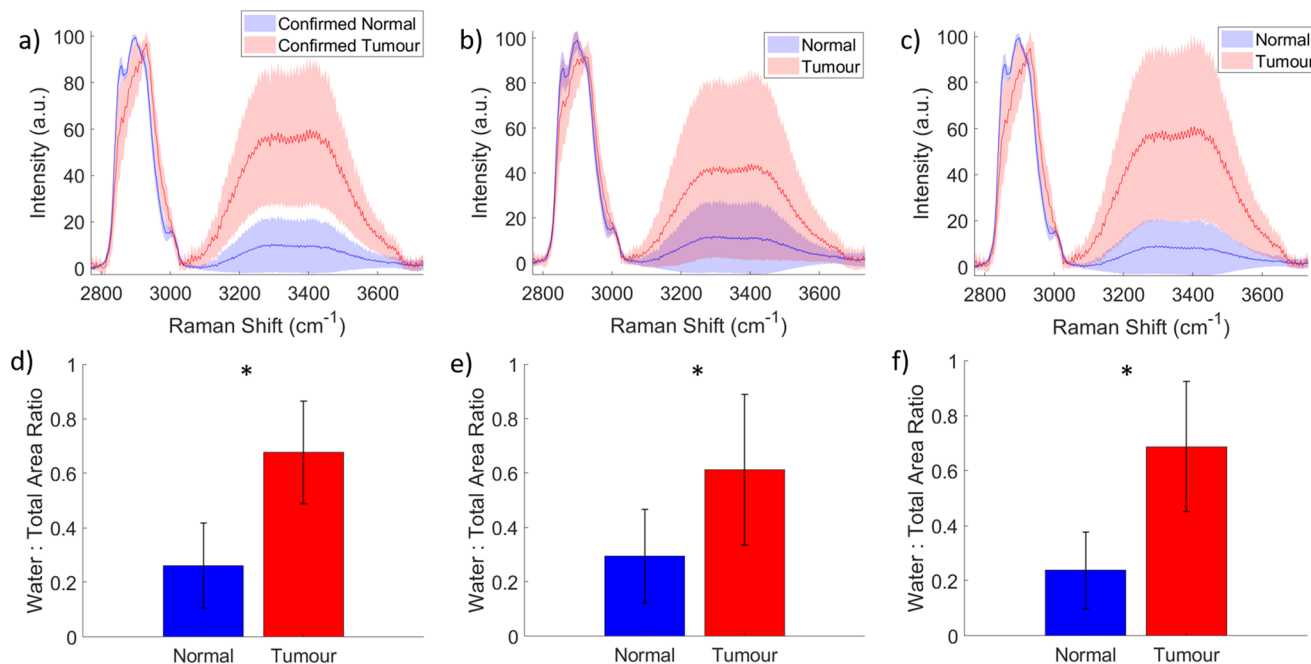 a)
Confirmed Normal
Confirmed Tumour
100
80
60
40
20
0
Intensity (a.u.)
2800 3000 3200 3400 3600
Raman Shift (cm-1)
b)
Normal
Tumour
100
80
60
40
20
0
Intensity (a.u.)
2800 3000 3200 3400 3600
Raman Shift (cm-1)
c)
Normal
Tumour
100
80
60
40
20
0
Intensity (a.u.)
2800 3000 3200 3400 3600
Raman Shift (cm-1)
d)
*
1
0.8
0.6
0.4
0.2
0
Water : Total Area Ratio
Normal Tumour
e)
*
1
0.8
0.6
0.4
0.2
0
Water : Total Area Ratio
Normal Tumour
f)
*
1
0.8
0.6
0.4
0.2
0
Water : Total Area Ratio
Normal Tumour